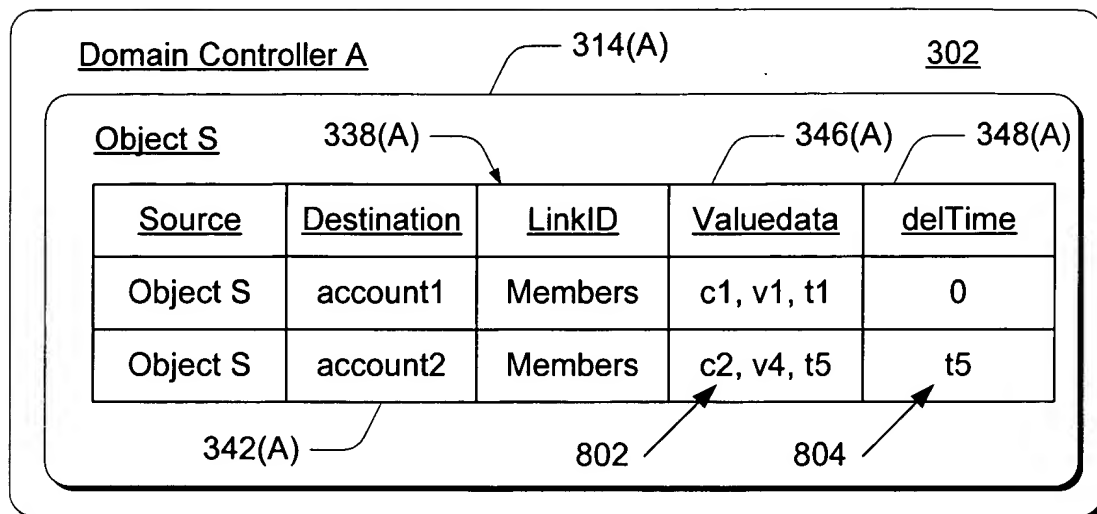 Domain Controller A 314(A) 302
Object S 338(A) 346(A) 348(A)
Source Destination LinkID Valuedata delTime
Object S account1 Members c1, v1, t1 0
Object S account2 Members c2, v4, t5 t5
342(A) 802 804